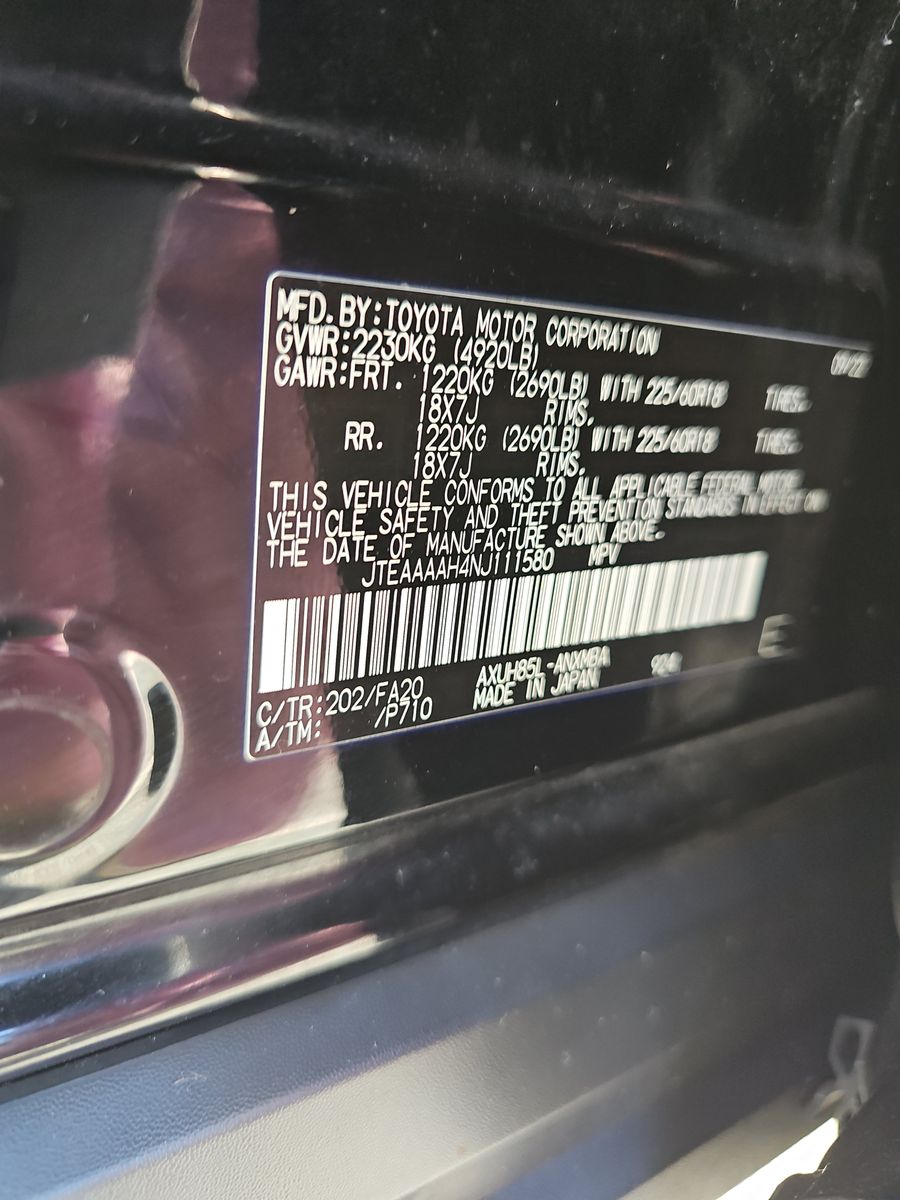 MFD.BY:TOYOTA MOTOR CORPORATION
GVWR:2230KG (4920LB)
GAWR:FRT. 1220KG (2690LB) WITH 225/60R18 TIRES.
18X7J RIMS.
RR. 1220KG (2690LB) WITH 225/60R18 TIRES.
18X7J RIMS.
THIS VEHICLE CONFORMS TO ALL APPLICABLE FEDERAL MOTOR
VEHICLE SAFETY AND THEFT PREVENTION STANDARDS IN EFFECT ON
THE DATE OF MANUFACTURE SHOWN ABOVE.
JTEAAAAH4NJ111580 MPV
C/TR:202/FA20 AXUH85L-ANXMBA
A/TM: /P710 MADE IN JAPAN